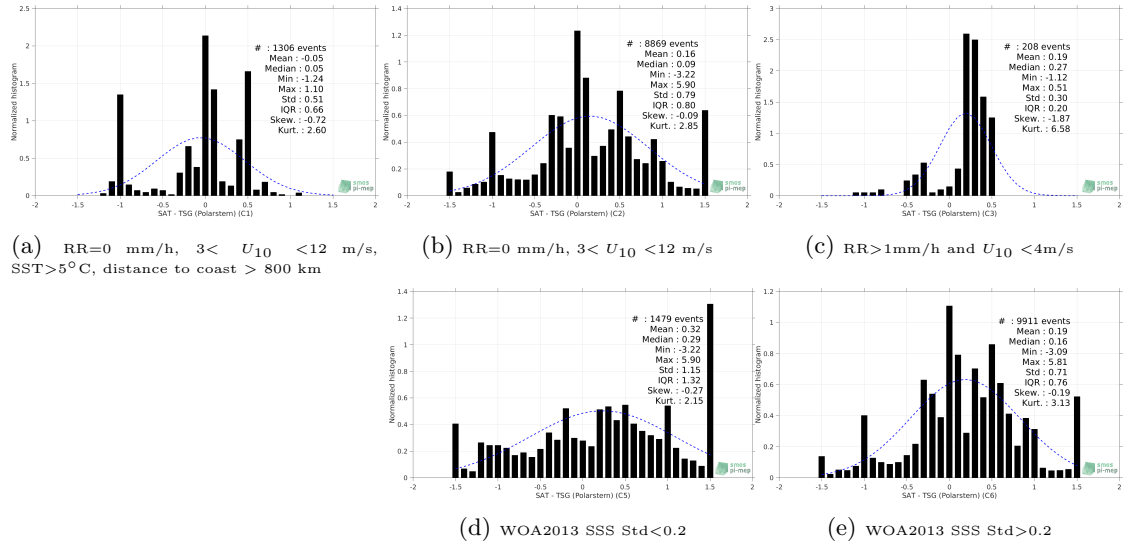 2.5
2
1.5
1
0.5
0
-2 -1.5 -1 -0.5 0 0.5 1 1.5 2
Normalized histogram
SAT - TSG (Polarstern) (C1)
# : 1306 events
Mean : -0.05
Median : 0.05
Min : -1.24
Max : 1.10
Std : 0.51
IQR : 0.66
Skew. : -0.72
Kurt. : 2.60
smos
pi-mep
(a) RR=0 mm/h, 3< U10 <12 m/s,
SST>5°C, distance to coast > 800 km
1.4
1.2
1
0.8
0.6
0.4
0.2
0
-2 -1.5 -1 -0.5 0 0.5 1 1.5 2
Normalized histogram
SAT - TSG (Polarstern) (C2)
# : 8869 events
Mean : 0.16
Median : 0.09
Min : -3.22
Max : 5.90
Std : 0.79
IQR : 0.80
Skew. : -0.09
Kurt. : 2.85
smos
pi-mep
(b) RR=0 mm/h, 3< U10 <12 m/s
3
2.5
2
1.5
1
0.5
0
-2 -1.5 -1 -0.5 0 0.5 1 1.5 2
Normalized histogram
SAT - TSG (Polarstern) (C3)
# : 208 events
Mean : 0.19
Median : 0.27
Min : -1.12
Max : 0.51
Std : 0.30
IQR : 0.20
Skew. : -1.87
Kurt. : 6.58
smos
pi-mep
(c) RR>1mm/h and U10 <4m/s
1.4
1.2
1
0.8
0.6
0.4
0.2
0
-2 -1.5 -1 -0.5 0 0.5 1 1.5 2
Normalized histogram
SAT - TSG (Polarstern) (C5)
# : 1479 events
Mean : 0.32
Median : 0.29
Min : -3.22
Max : 5.90
Std : 1.15
IQR : 1.32
Skew. : -0.27
Kurt. : 2.15
smos
pi-mep
(d) WOA2013 SSS Std<0.2
1.2
1
0.8
0.6
0.4
0.2
0
-2 -1.5 -1 -0.5 0 0.5 1 1.5 2
Normalized histogram
SAT - TSG (Polarstern) (C6)
# : 9911 events
Mean : 0.19
Median : 0.16
Min : -3.09
Max : 5.81
Std : 0.71
IQR : 0.76
Skew. : -0.19
Kurt. : 3.13
smos
pi-mep
(e) WOA2013 SSS Std>0.2